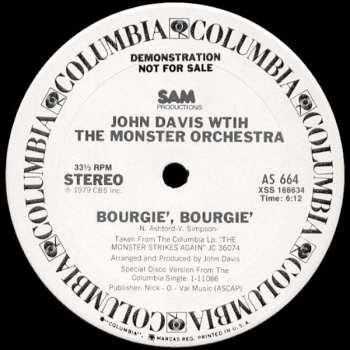 COLUMBIA COLUMBIA COLUMBIA COLUMBIA COLUMBIA COLUMBIA
DEMONSTRATION
NOT FOR SALE
SAM
PRODUCTIONS
JOHN DAVIS WTIH
THE MONSTER ORCHESTRA
33⅓ RPM
STEREO
℗ 1979 CBS Inc.
AS 664
XSS 166634
Time: 6:12
BOURGIE', BOURGIE'
N. Ashford-V. Simpson-
Taken From The Columbia Lp: "THE
MONSTER STRIKES AGAIN" JC 36074
Arranged and Produced by John Davis
Special Disco Version From The
Columbia Single: 1-11086
Publisher: Nick - O - Val Music (ASCAP)
"COLUMBIA", MARCAS REG. PRINTED IN U.S.A.